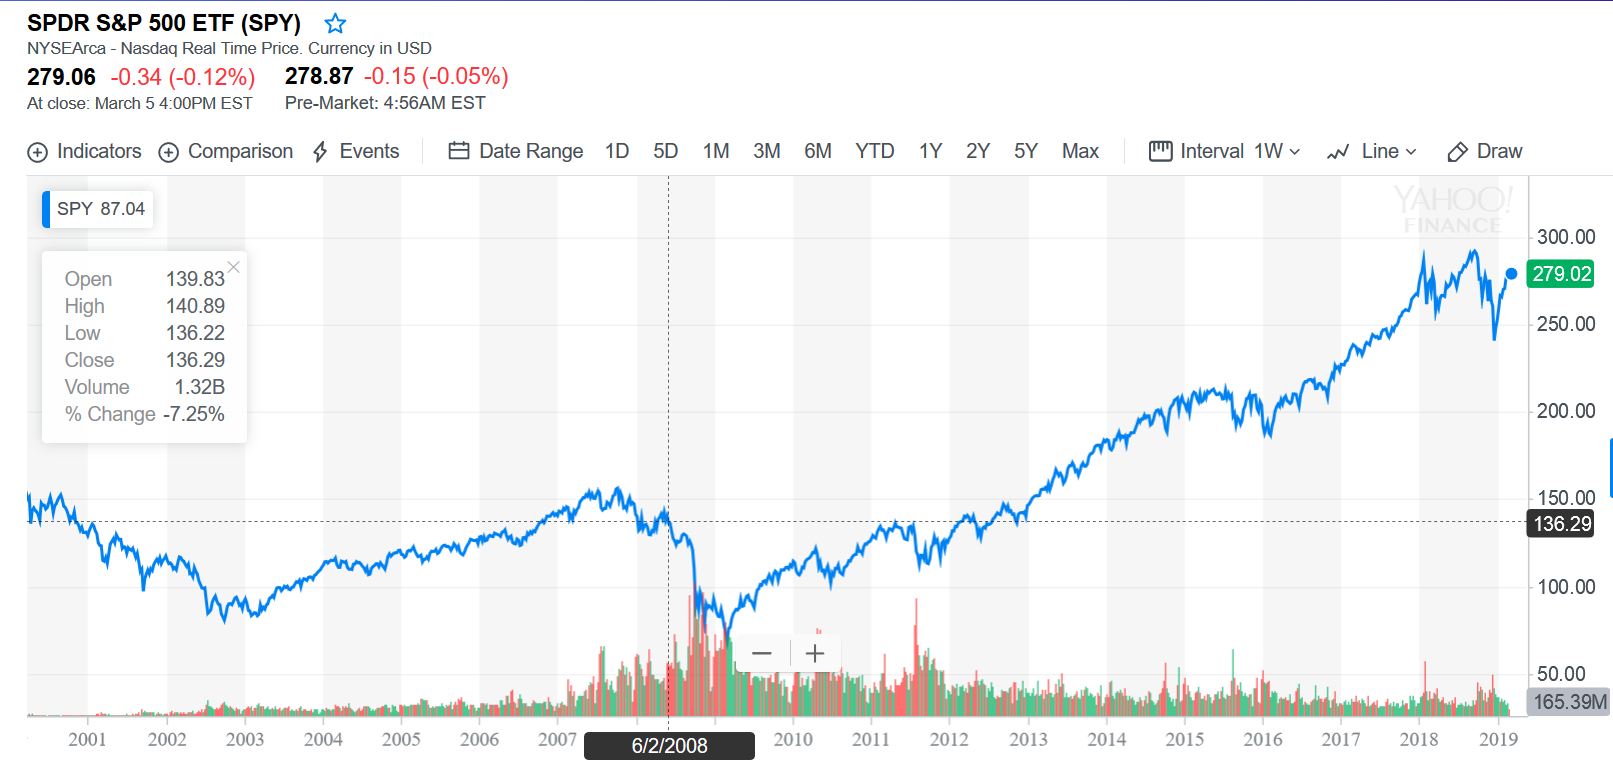 SPDR S&P 500 ETF (SPY)
NYSEArca - Nasdaq Real Time Price. Currency in USD
279.06 -0.34 (-0.12%) 278.87 -0.15 (-0.05%)
At close: March 5 4:00PM EST Pre-Market: 4:56AM EST
Indicators Comparison Events Date Range 1D 5D 1M 3M 6M YTD 1Y 2Y 5Y Max Interval 1W Line Draw
SPY 87.04
YAHOO!
FINANCE
Open 139.83
High 140.89
Low 136.22
Close 136.29
Volume 1.32B
% Change -7.25%
300.00
279.02
250.00
200.00
150.00
136.29
100.00
50.00
165.39M
2001 2002 2003 2004 2005 2006 2007 6/2/2008 2010 2011 2012 2013 2014 2015 2016 2017 2018 2019